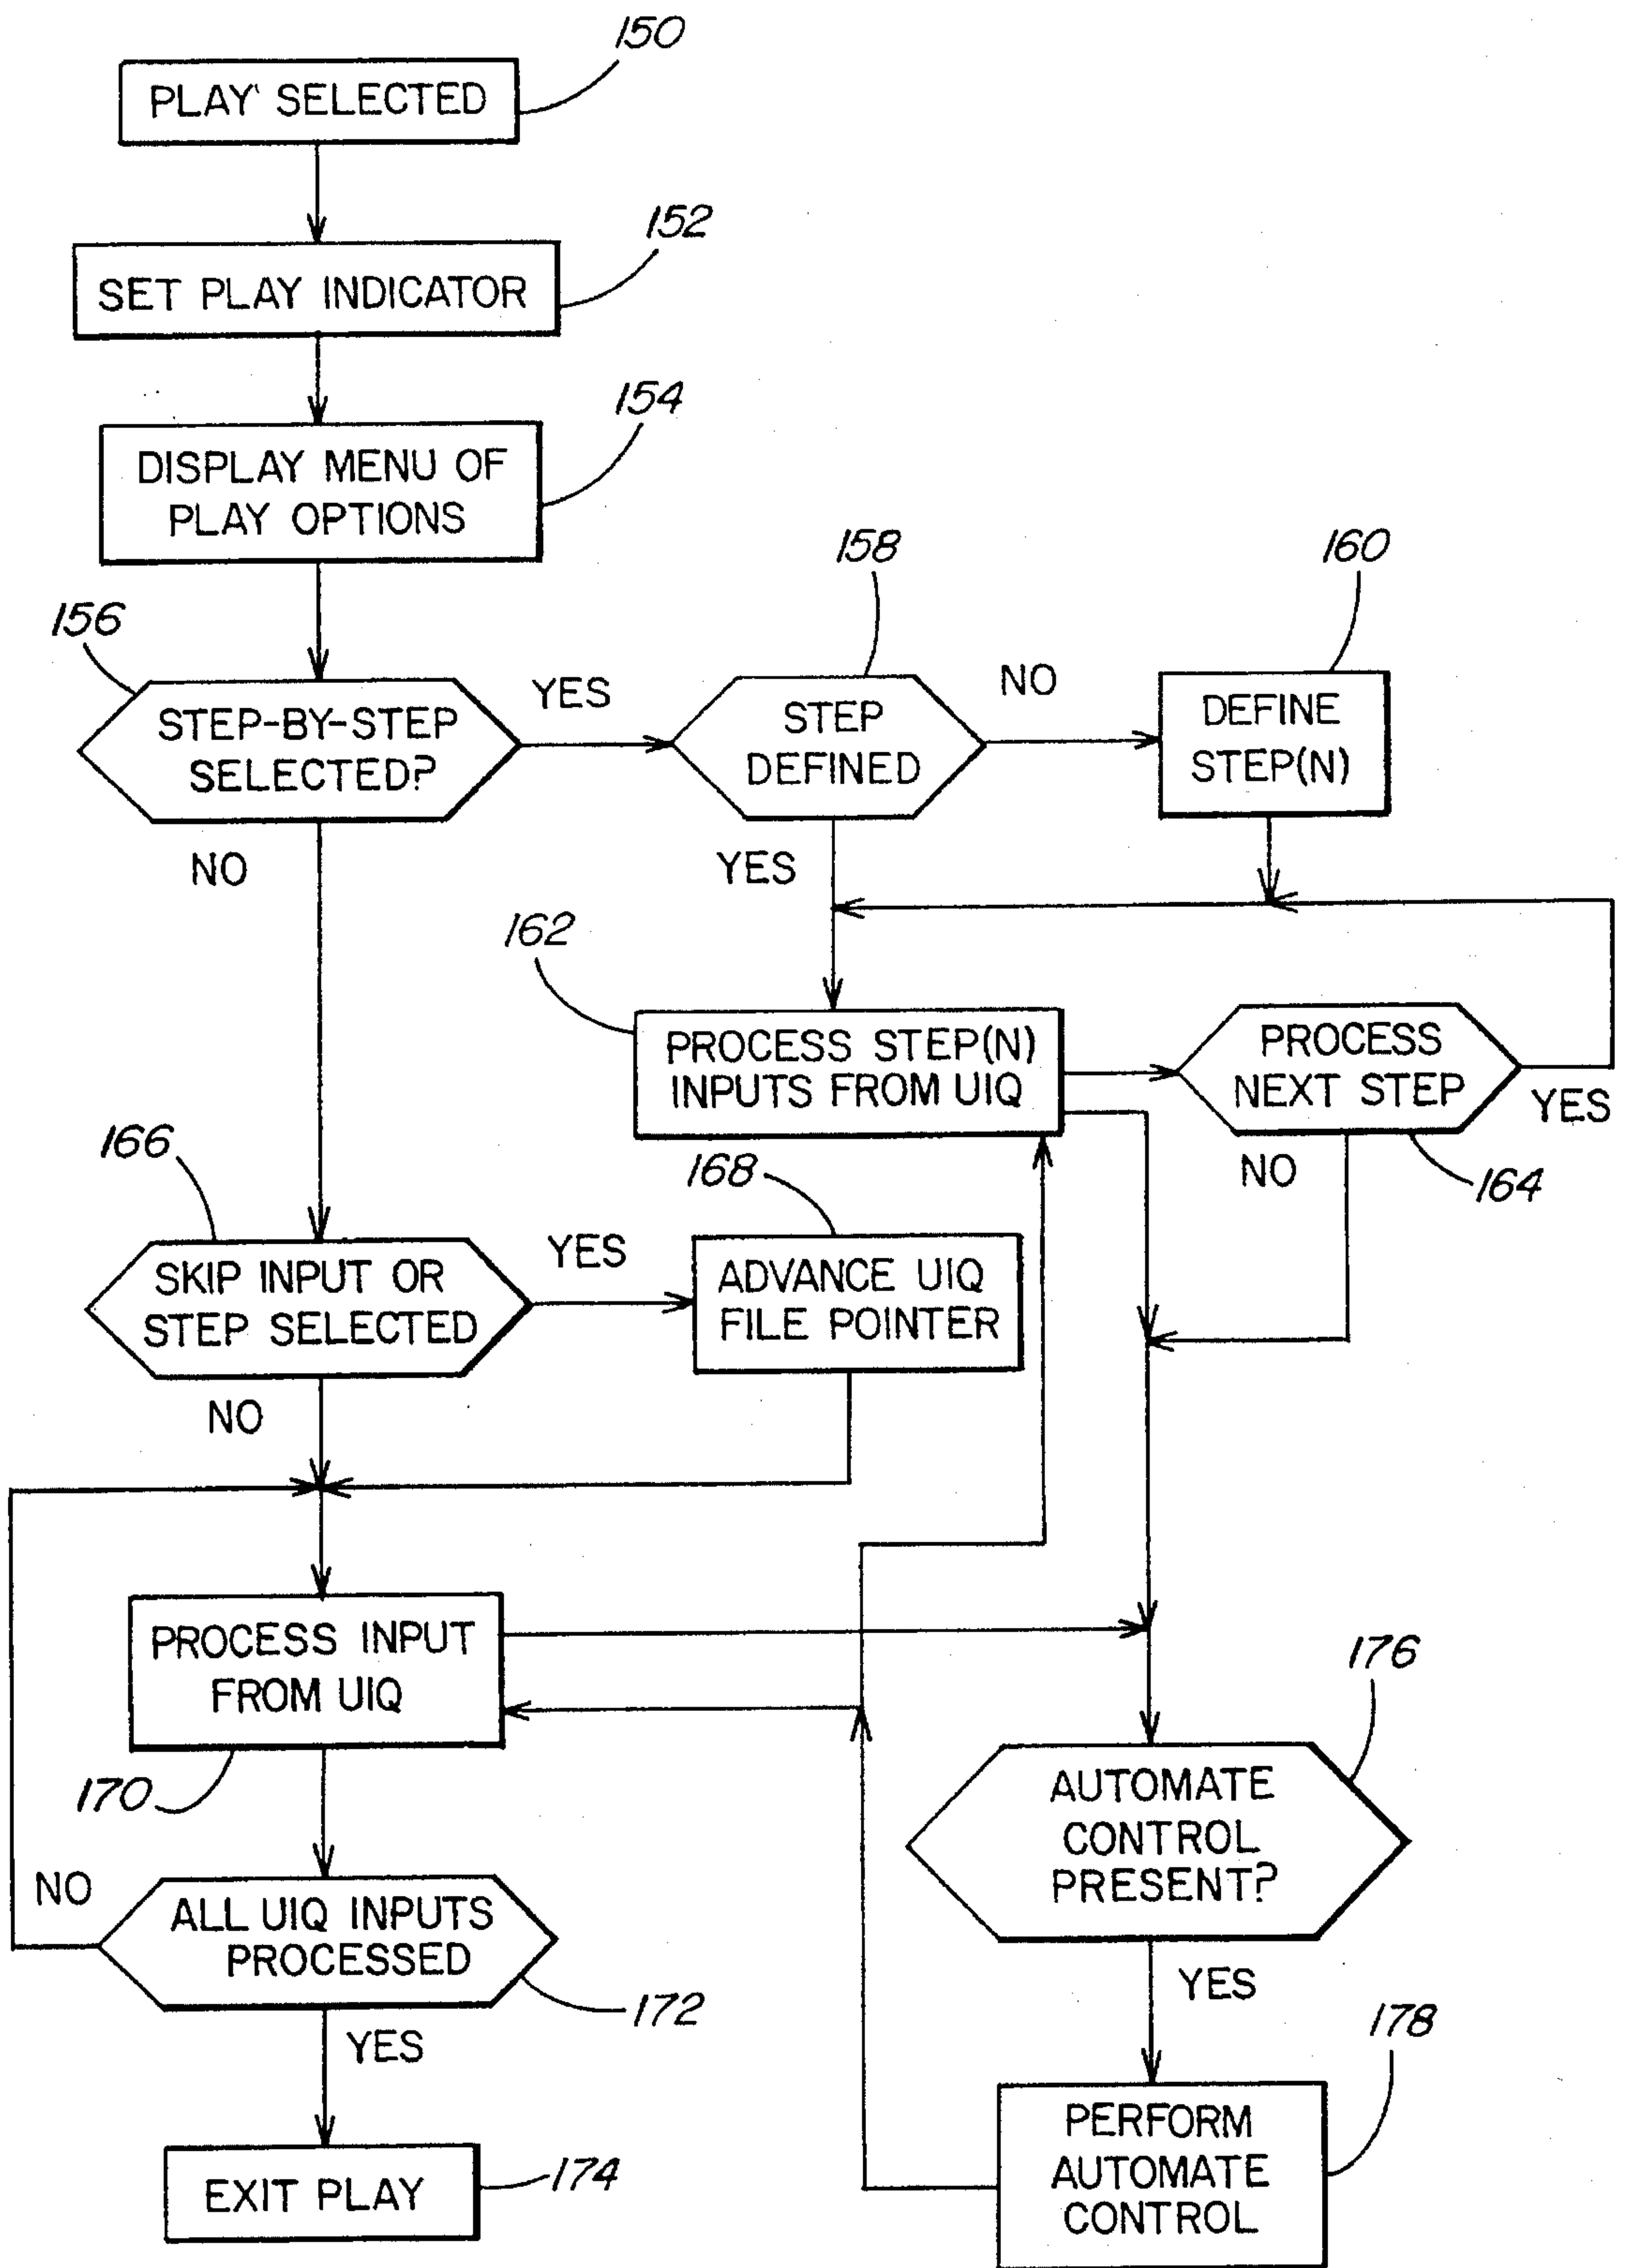 150
PLAY SELECTED
152
SET PLAY INDICATOR
154
DISPLAY MENU OF
PLAY OPTIONS
156
STEP-BY-STEP
SELECTED?
YES
NO
158
STEP
DEFINED
NO
YES
160
DEFINE
STEP(N)
162
PROCESS STEP(N)
INPUTS FROM UIQ
PROCESS
NEXT STEP
YES
NO
164
166
SKIP INPUT OR
STEP SELECTED
YES
NO
168
ADVANCE UIQ
FILE POINTER
PROCESS INPUT
FROM UIQ
170
NO
ALL UIQ INPUTS
PROCESSED
172
YES
EXIT PLAY
174
176
AUTOMATE
CONTROL
PRESENT?
YES
178
PERFORM
AUTOMATE
CONTROL